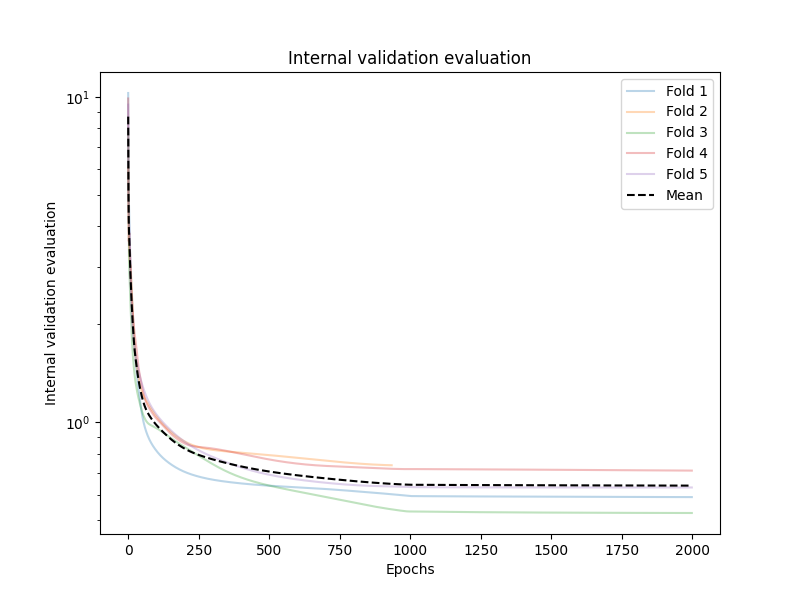 Internal validation evaluation
Internal validation evaluation
10¹
10⁰
Fold 1
Fold 2
Fold 3
Fold 4
Fold 5
Mean
0 250 500 750 1000 1250 1500 1750 2000
Epochs